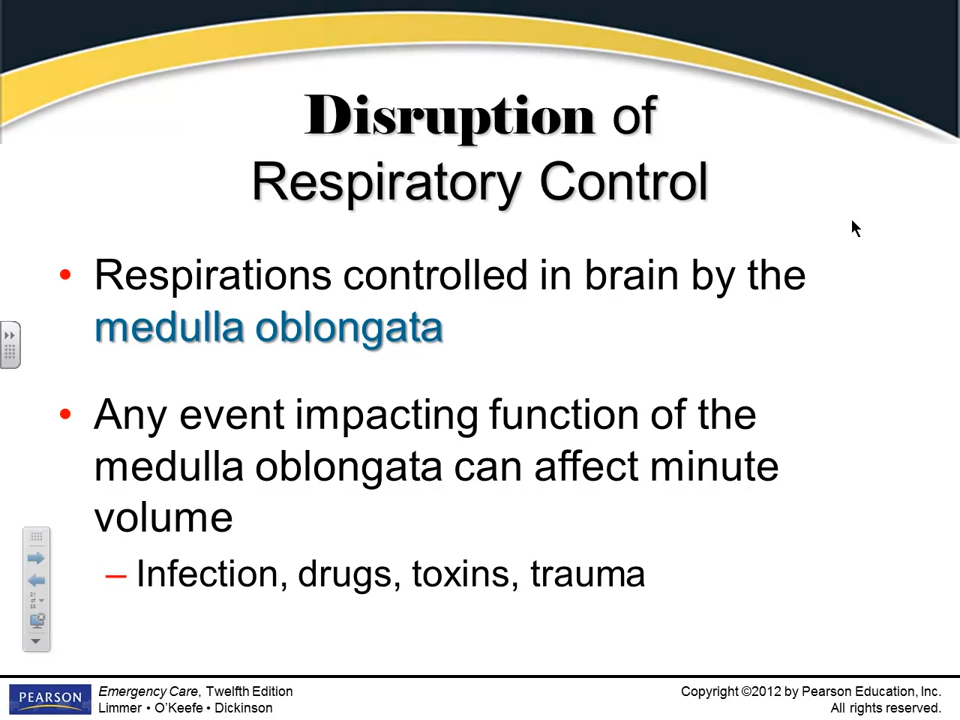 Disruption of
Respiratory Control
• Respirations controlled in brain by the
medulla oblongata
• Any event impacting function of the
medulla oblongata can affect minute
volume
– Infection, drugs, toxins, trauma
21
of
PEARSON
Emergency Care, Twelfth Edition
Limmer • O'Keefe • Dickinson
Copyright ©2012 by Pearson Education, Inc.
All rights reserved.